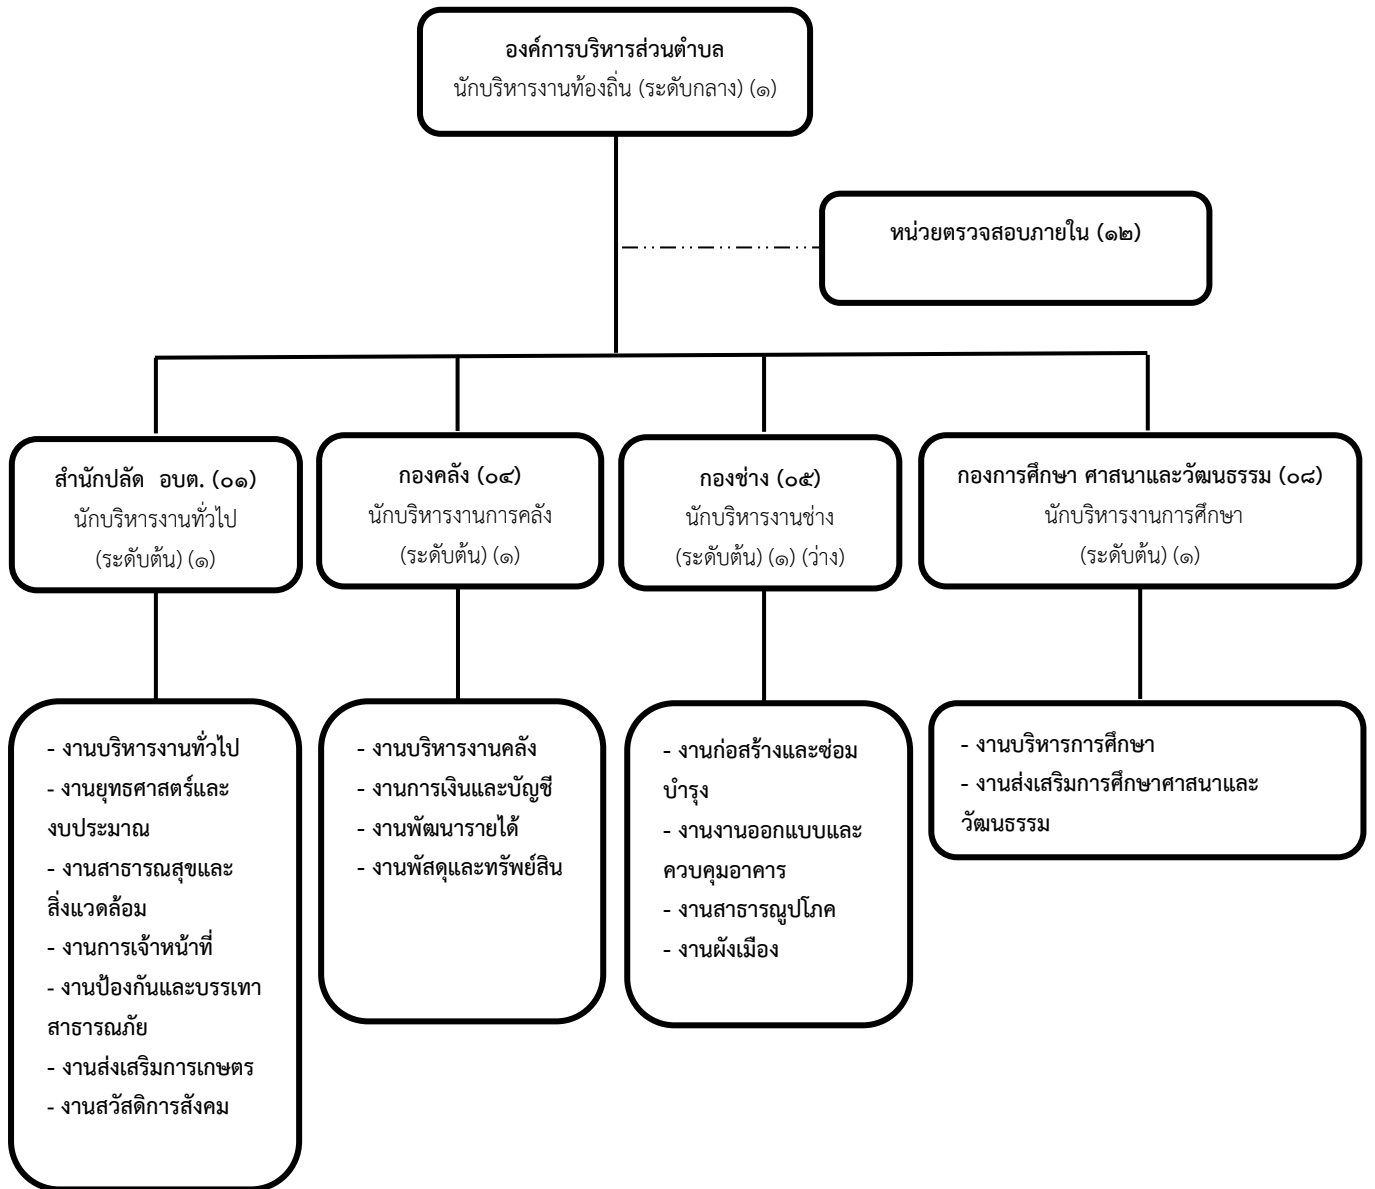 องค์การบริหารส่วนตำบล
นักบริหารงานท้องถิ่น (ระดับกลาง) (๑)
หน่วยตรวจสอบภายใน (๑๒)
สำนักปลัด อบต. (๐๑)
นักบริหารงานทั่วไป
(ระดับต้น) (๑)
กองคลัง (๐๔)
นักบริหารงานการคลัง
(ระดับต้น) (๑)
กองช่าง (๐๕)
นักบริหารงานช่าง
(ระดับต้น) (๑) (ว่าง)
กองการศึกษา ศาสนาและวัฒนธรรม (๐๘)
นักบริหารงานการศึกษา
(ระดับต้น) (๑)
- งานบริหารงานทั่วไป
- งานยุทธศาสตร์และ
งบประมาณ
- งานสาธารณสุขและ
สิ่งแวดล้อม
- งานการเจ้าหน้าที่
- งานป้องกันและบรรเทา
สาธารณภัย
- งานส่งเสริมการเกษตร
- งานสวัสดิการสังคม
- งานบริหารงานคลัง
- งานการเงินและบัญชี
- งานพัฒนารายได้
- งานพัสดุและทรัพย์สิน
- งานก่อสร้างและซ่อม
บำรุง
- งานงานออกแบบและ
ควบคุมอาคาร
- งานสาธารณูปโภค
- งานผังเมือง
- งานบริหารการศึกษา
- งานส่งเสริมการศึกษาศาสนาและ
วัฒนธรรม